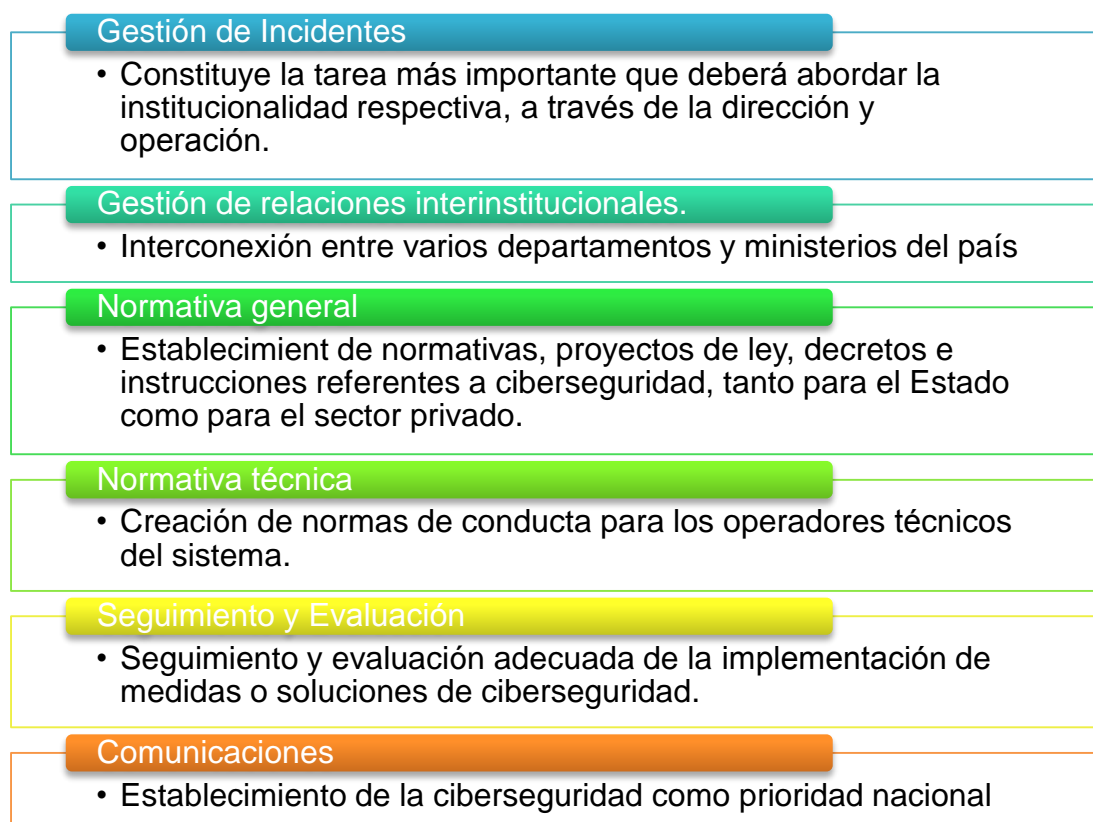 Gestión de Incidentes
• Constituye la tarea más importante que deberá abordar la
institucionalidad respectiva, a través de la dirección y
operación.
Gestión de relaciones interinstitucionales.
• Interconexión entre varios departamentos y ministerios del país
Normativa general
• Establecimient de normativas, proyectos de ley, decretos e
instrucciones referentes a ciberseguridad, tanto para el Estado
como para el sector privado.
Normativa técnica
• Creación de normas de conducta para los operadores técnicos
del sistema.
Seguimiento y Evaluación
• Seguimiento y evaluación adecuada de la implementación de
medidas o soluciones de ciberseguridad.
Comunicaciones
• Establecimiento de la ciberseguridad como prioridad nacional